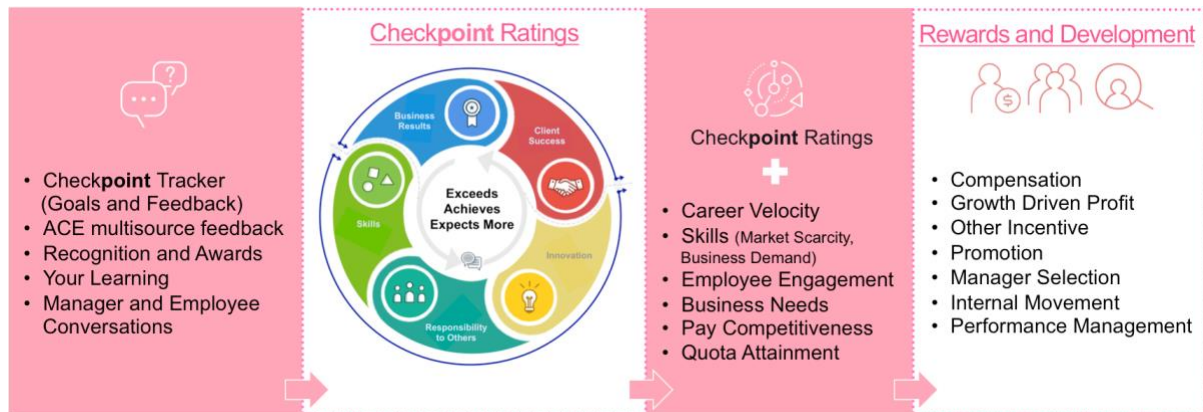 • Checkpoint Tracker
(Goals and Feedback)
• ACE multisource feedback
• Recognition and Awards
• Your Learning
• Manager and Employee
Conversations
Checkpoint Ratings
Business
Results
Client
Success
Skills
Exceeds
Achieves
Expects More
Innovation
Responsibility
to Others
Checkpoint Ratings
• Career Velocity
• Skills (Market Scarcity,
Business Demand)
• Employee Engagement
• Business Needs
• Pay Competitiveness
• Quota Attainment
Rewards and Development
$
• Compensation
• Growth Driven Profit
• Other Incentive
• Promotion
• Manager Selection
• Internal Movement
• Performance Management